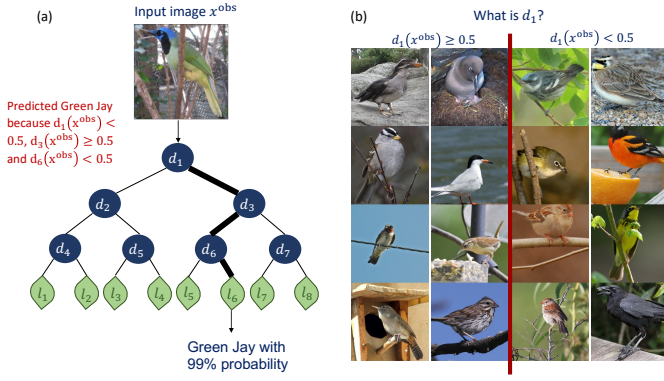 (a)
Input image x^obs
Predicted Green Jay
because d₁(x^obs) <
0.5, d₃(x^obs) ≥ 0.5
and d₆(x^obs) < 0.5
d₁
d₂ d₃
d₄ d₅ d₆ d₇
l₁ l₂ l₃ l₄ l₅ l₆ l₇ l₈
Green Jay with
99% probability
(b)
What is d₁?
d₁(x^obs) ≥ 0.5 d₁(x^obs) < 0.5